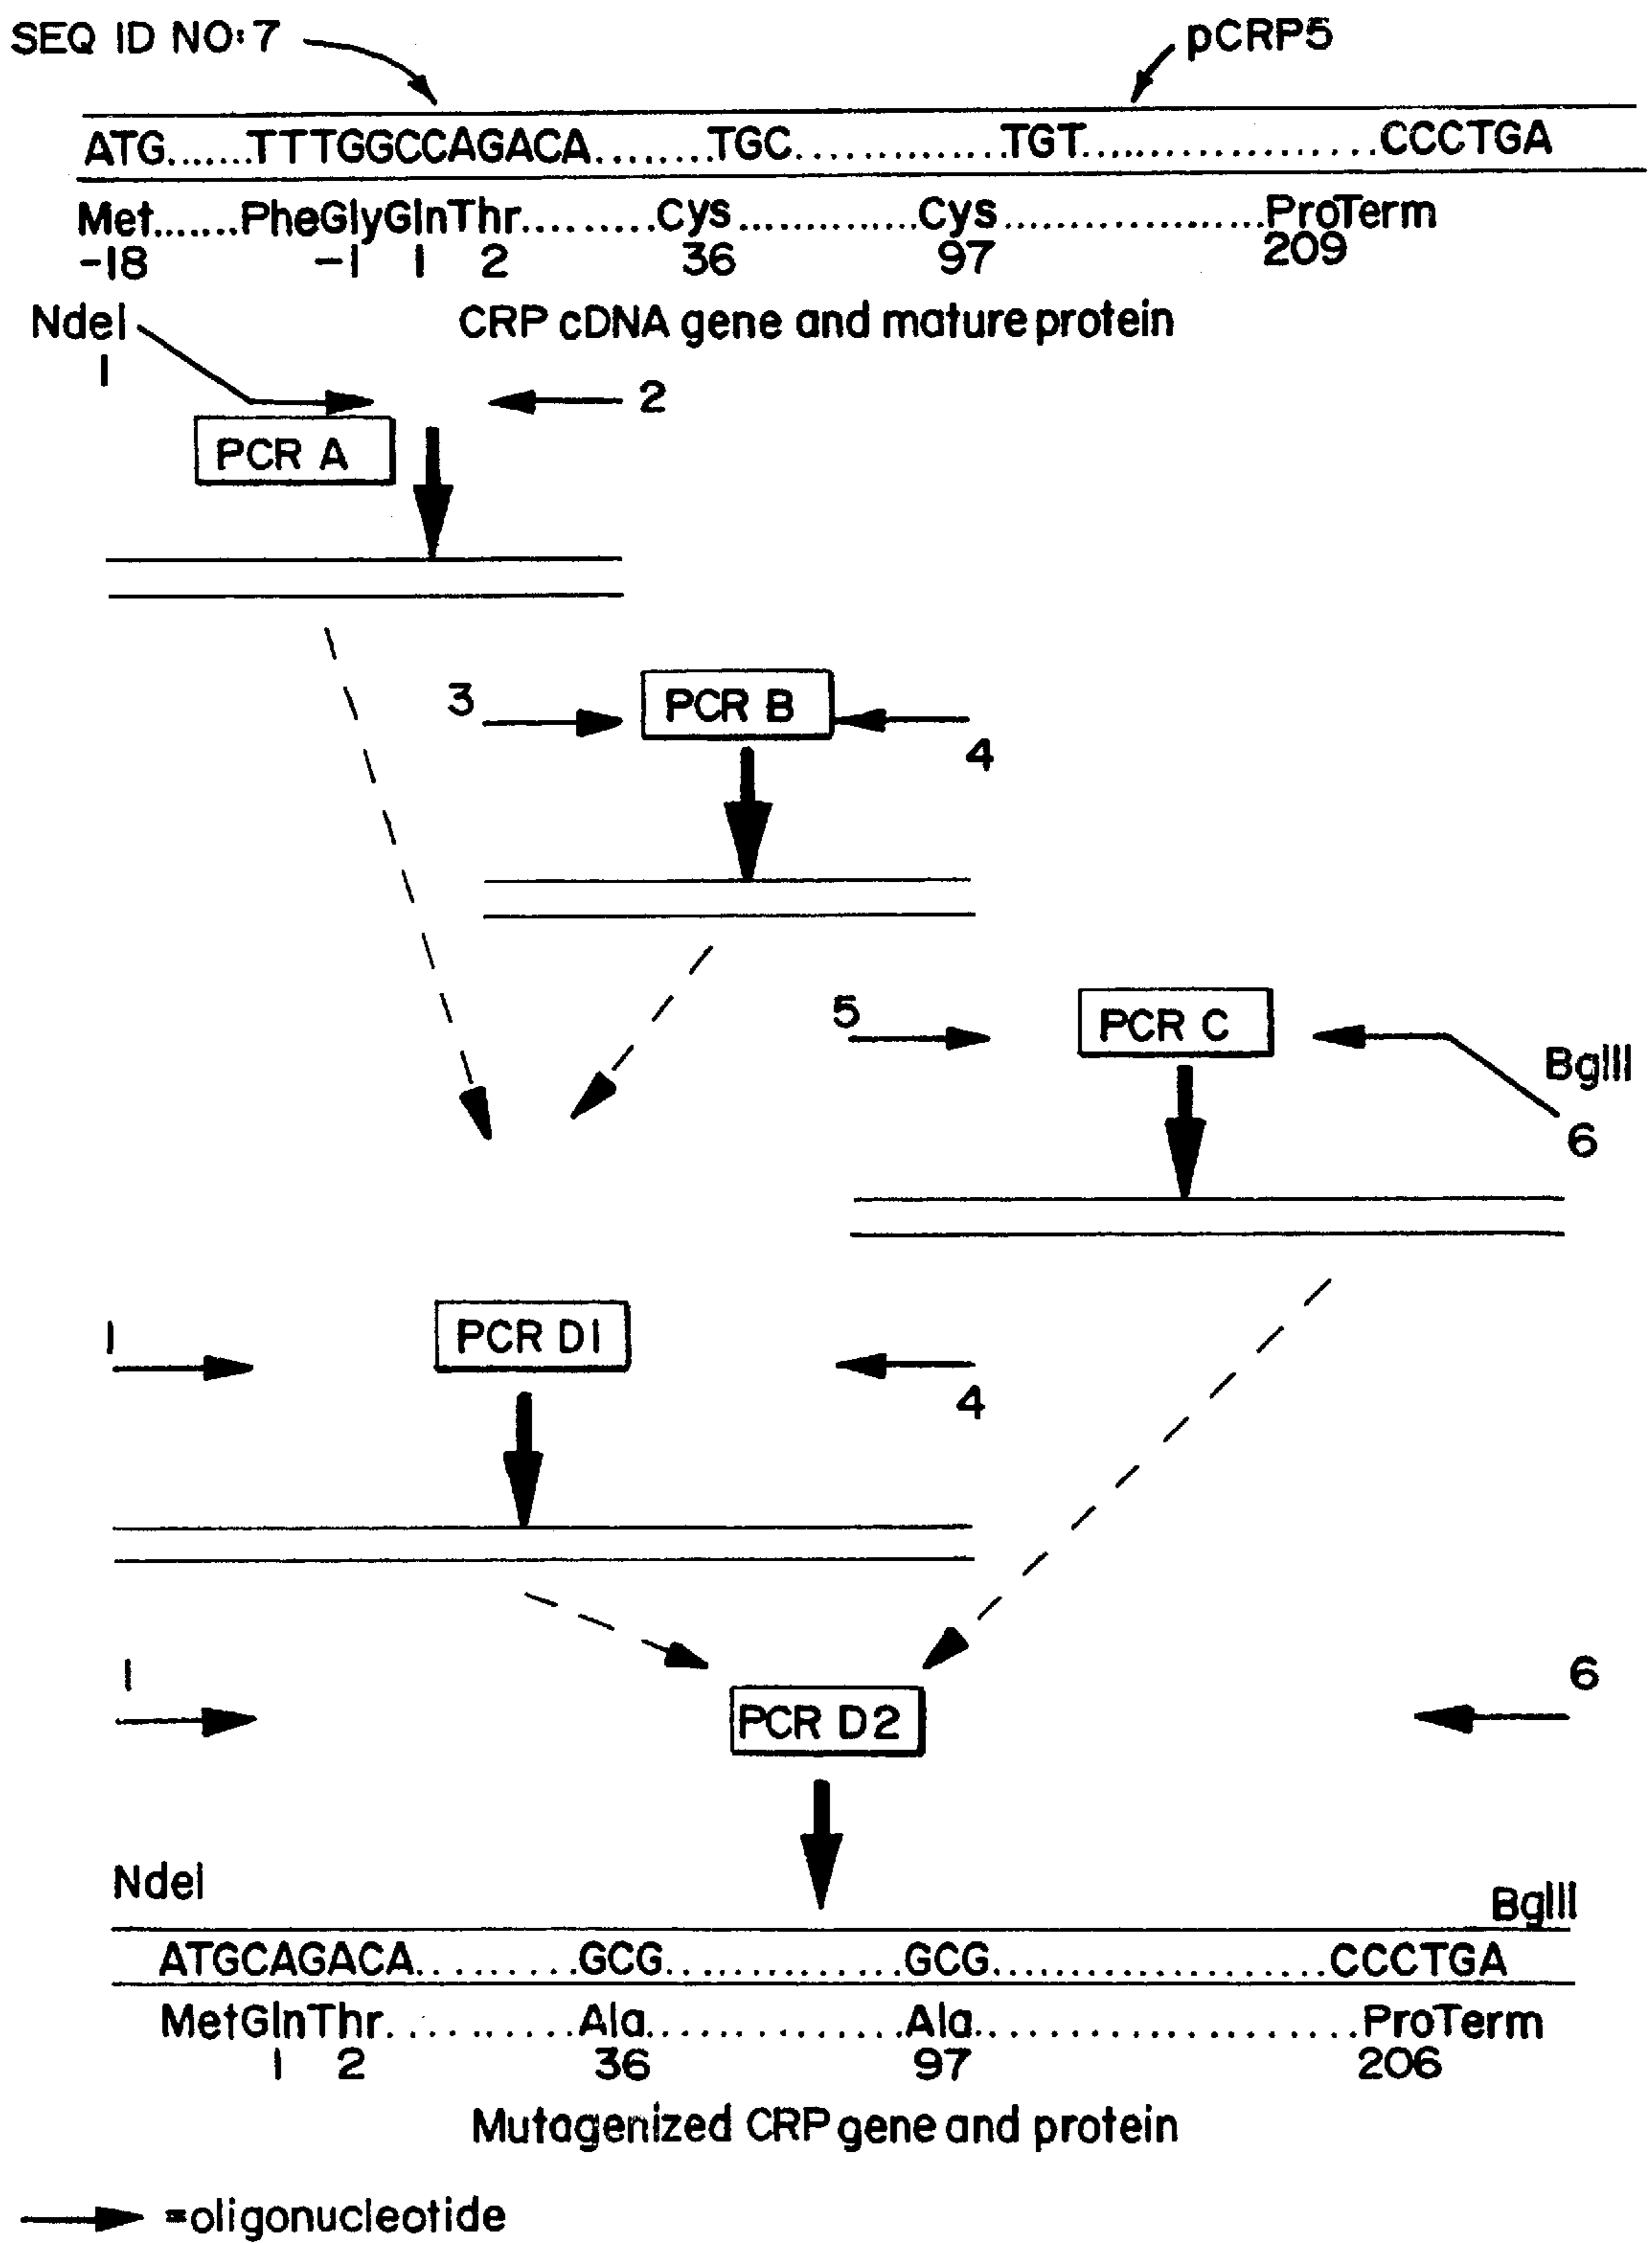 SEQ ID NO: 7
pCRP5
ATG.......TTTGGCCAGACA.........TGC..............TGT....................CCCTGA
Met.......PheGlyGlnThr..........Cys..............Cys....................ProTerm
-18 -1 1 2 36 97 209
NdeI
CRP cDNA gene and mature protein
1
2
PCR A
3
PCR B
4
5
PCR C
BglII
6
1
PCR D1
4
1
6
PCR D2
NdeI
BglII
ATGCAGACA..........GCG...............GCG......................CCCTGA
MetGlnThr............Ala................Ala.......................ProTerm
1 2 36 97 206
Mutagenized CRP gene and protein
=oligonucleotide